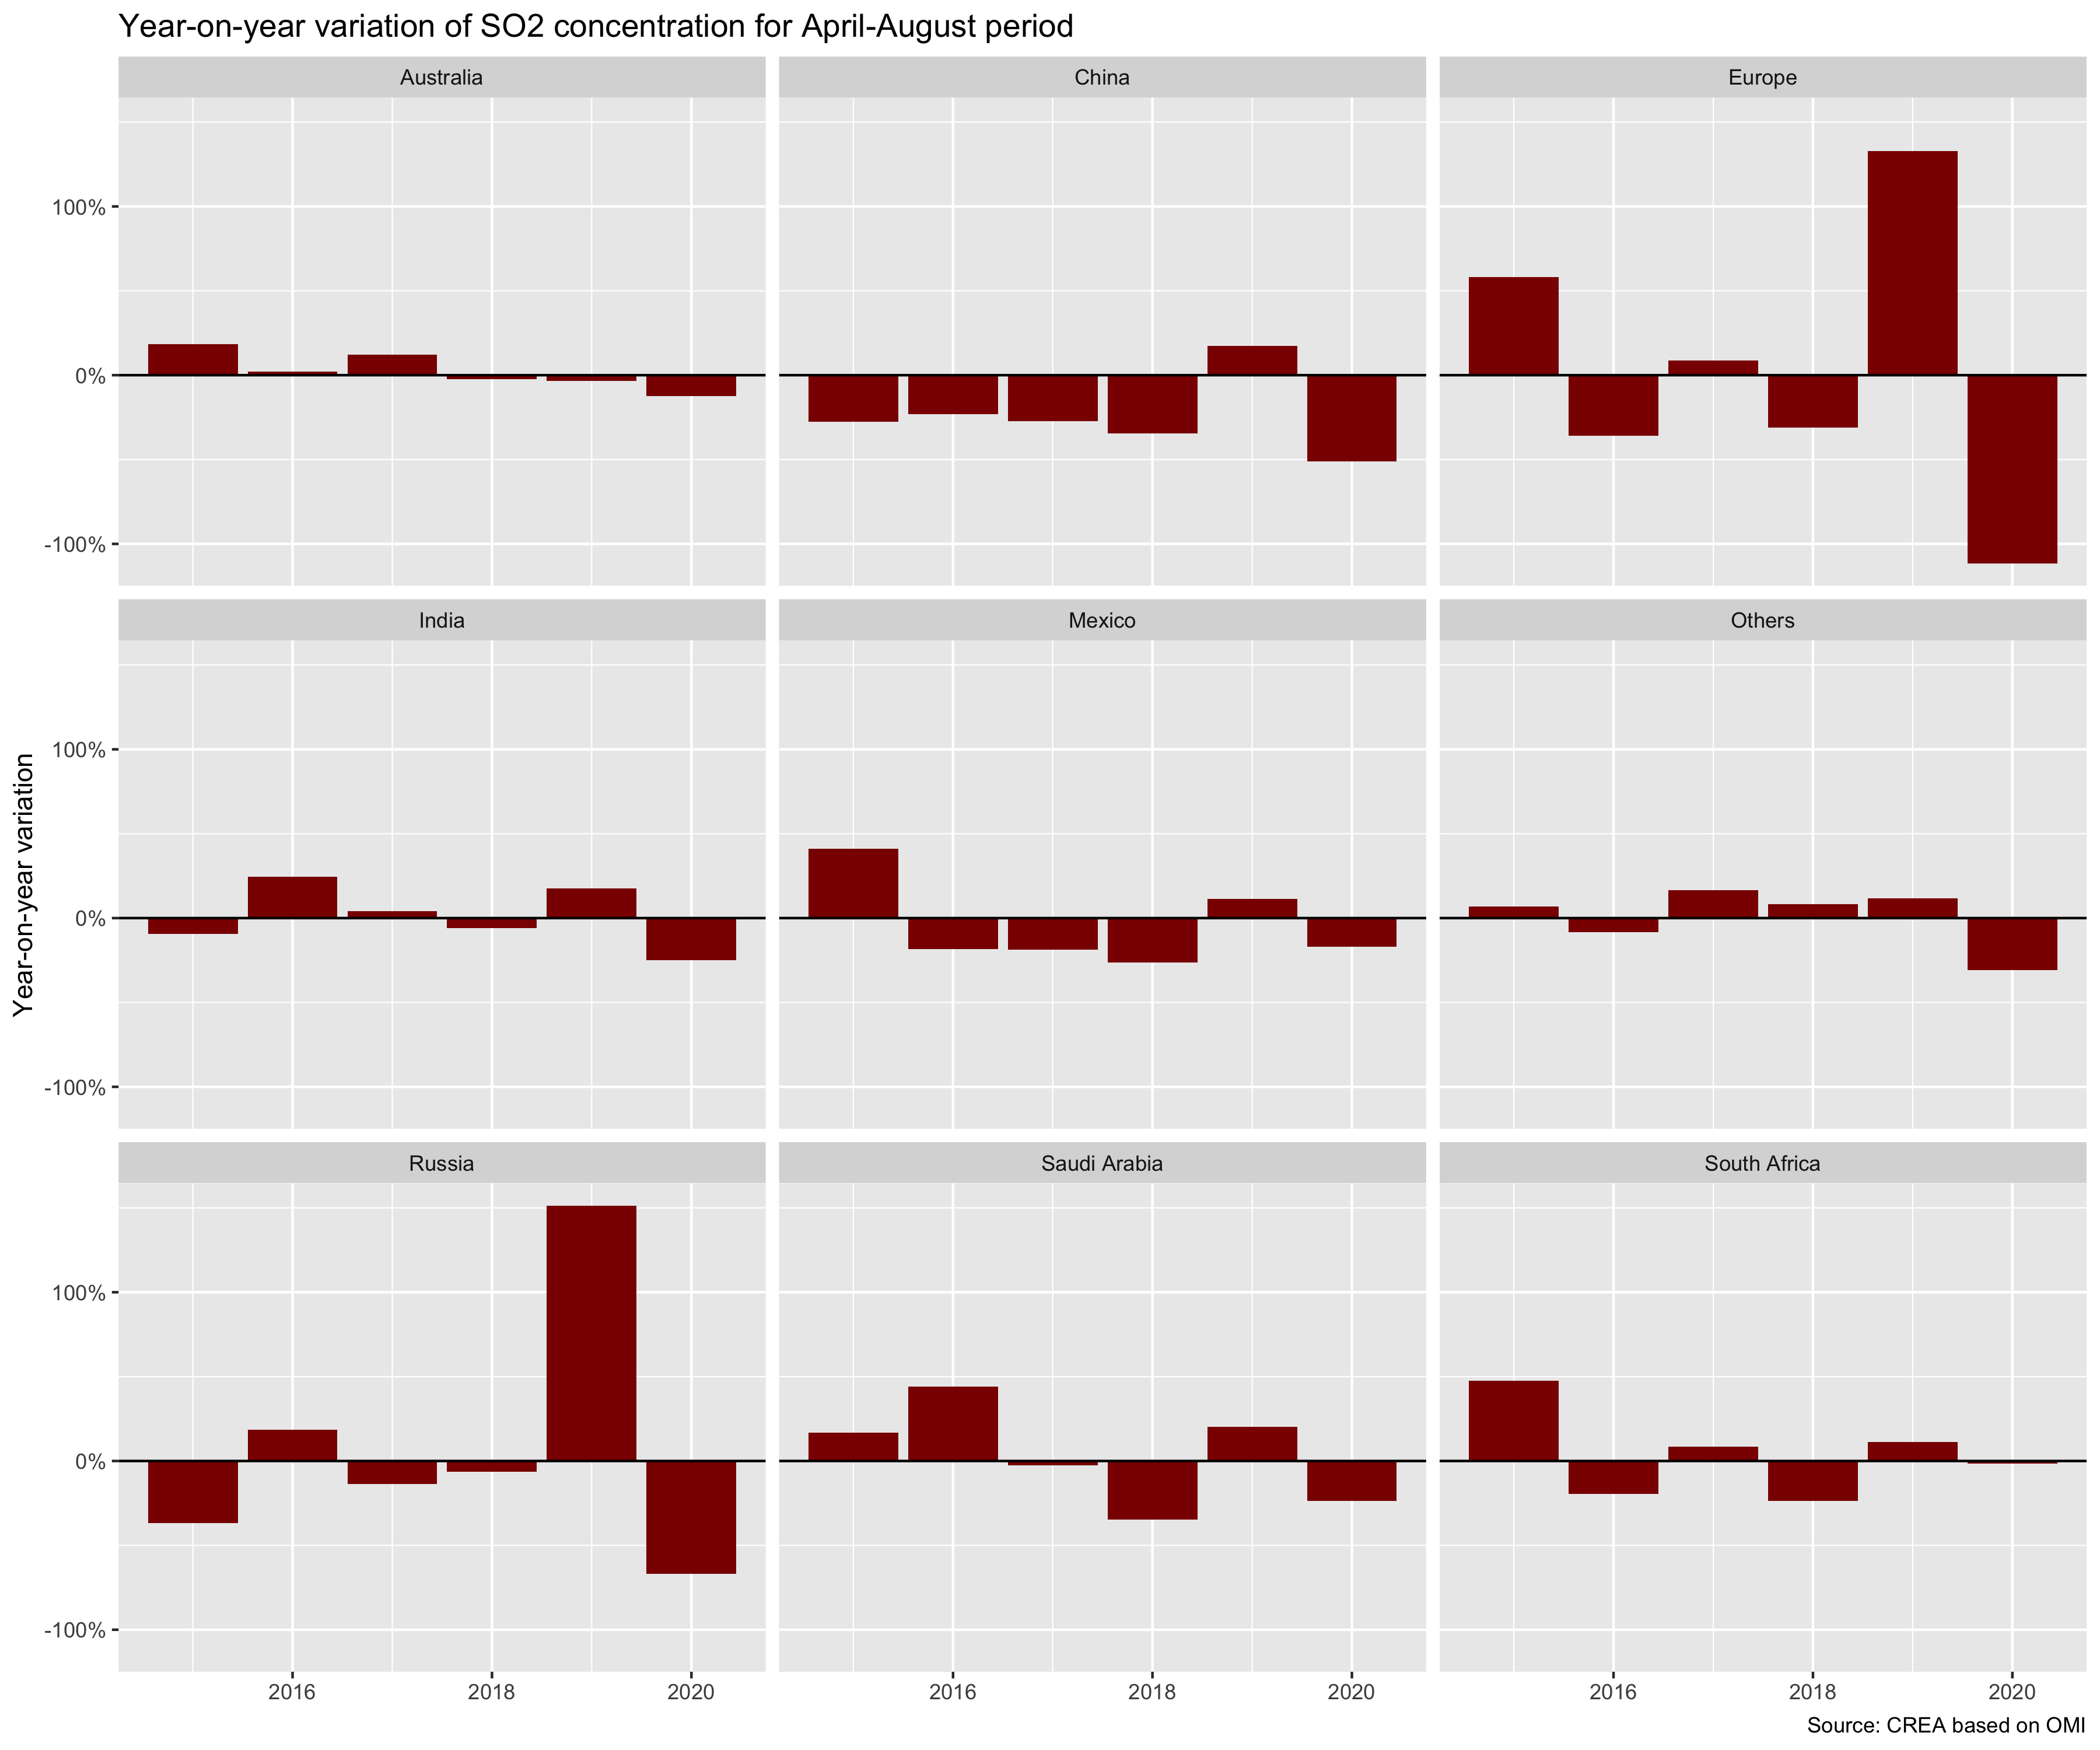 Year-on-year variation of SO2 concentration for April-August period
Australia
China
Europe
100%
0%
-100%
India
Mexico
Others
Year-on-year variation
100%
0%
-100%
Russia
Saudi Arabia
South Africa
100%
0%
-100%
2016
2018
2020
2016
2018
2020
2016
2018
2020
Source: CREA based on OMI